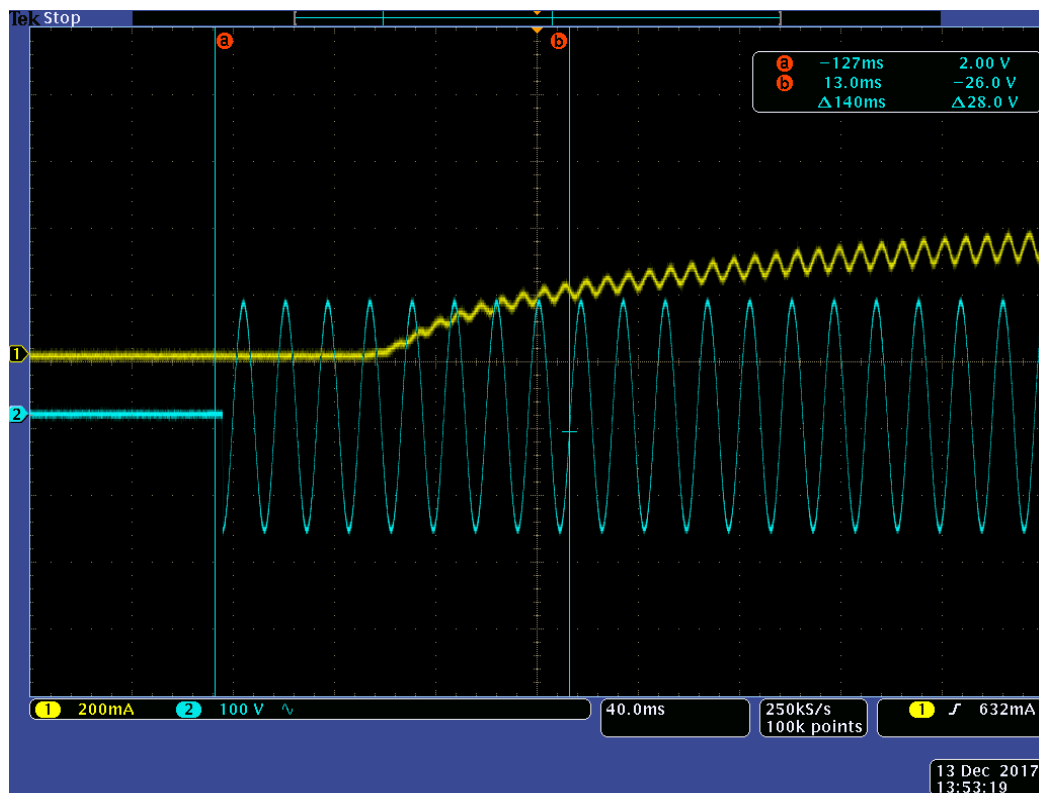 Tek Stop
a b
a −127ms 2.00 V
b 13.0ms −26.0 V
Δ140ms Δ28.0 V
1
2
1 200mA 2 100 V ∿ 40.0ms 250kS/s 1 ƒ 632mA
100k points
13 Dec 2017
13:53:19